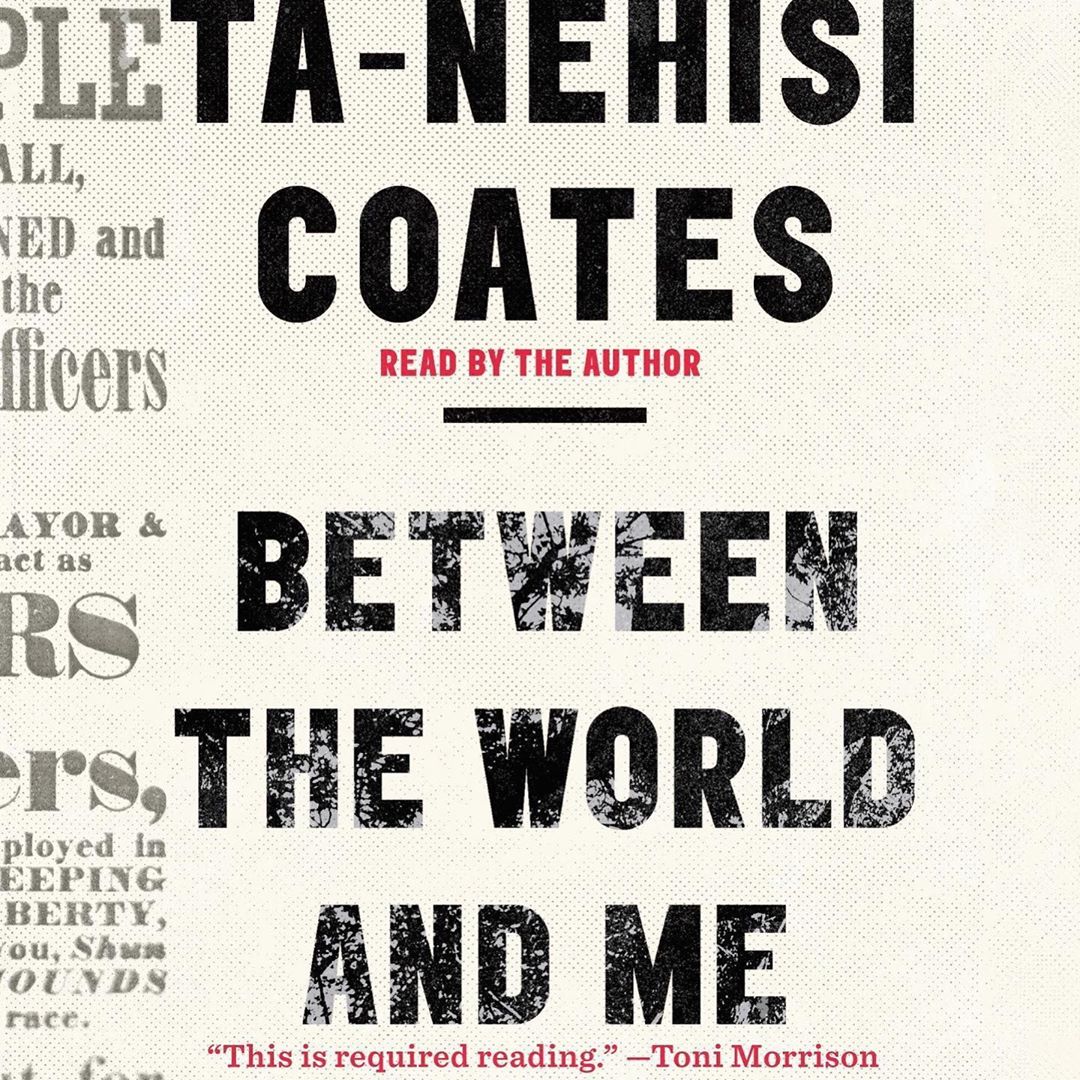 TA-NEHISI
COATES
READ BY THE AUTHOR
BETWEEN
THE WORLD
AND ME
“This is required reading.” —Toni Morrison
PLE
ALL,
NED and
the
fficers
AYOR &
act as
RS
ers,
ployed in
EEPING
BERTY,
you, Shun
OUNDS
race.